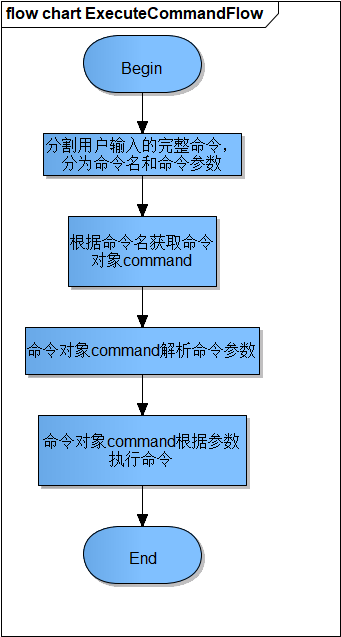 flow chart ExecuteCommandFlow
Begin
分割用户输入的完整命令，
分为命令名和命令参数
根据命令名获取命令
对象command
命令对象command解析命令参数
命令对象command根据参数
执行命令
End